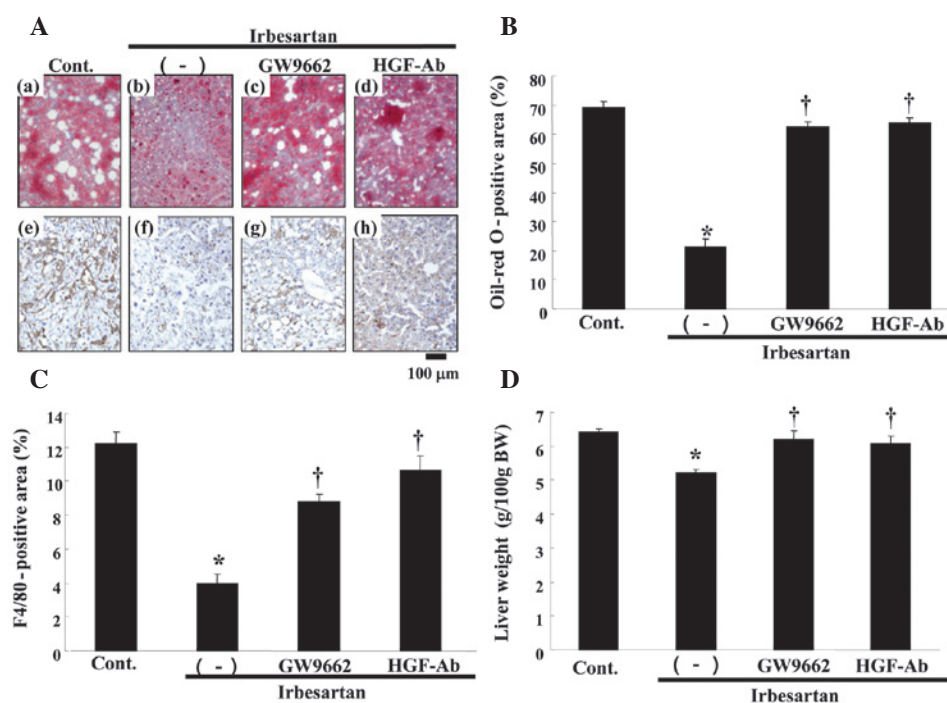 A
Irbesartan
Cont.
( - )
GW9662
HGF-Ab
(a)
(b)
(c)
(d)
(e)
(f)
(g)
(h)
100 μm
B
Oil-red O-positive area (%)
80
70
60
50
40
30
20
10
0
*
†
†
Cont.
( - )
GW9662
HGF-Ab
Irbesartan
C
F4/80-positive area (%)
14
12
10
8
6
4
2
0
*
†
†
Cont.
( - )
GW9662
HGF-Ab
Irbesartan
D
Liver weight (g/100g BW)
7
6
5
4
3
2
1
0
*
†
†
Cont.
( - )
GW9662
HGF-Ab
Irbesartan